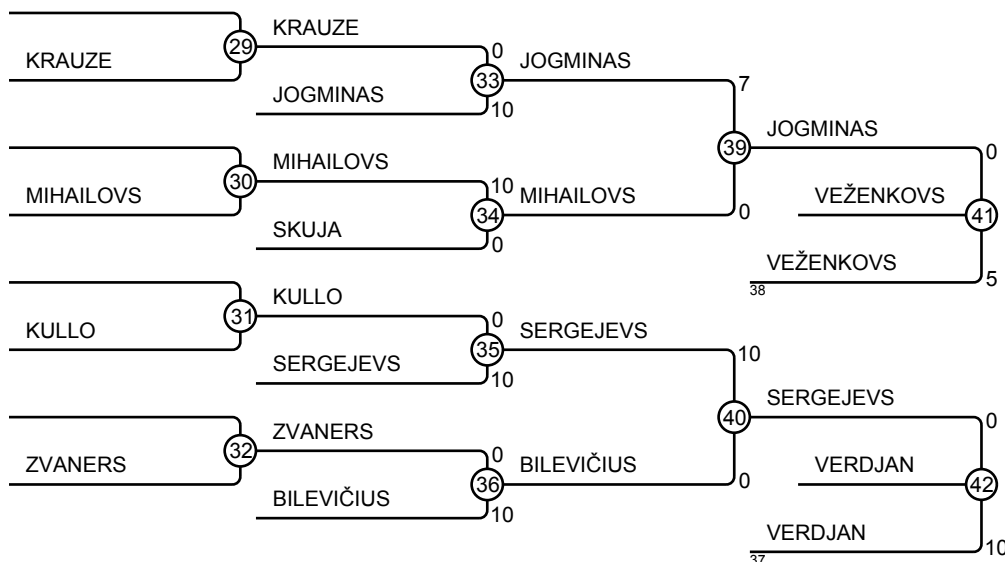 KRAUZE 0
29
KRAUZE JOGMINAS
33 7
JOGMINAS 10
JOGMINAS
39 0
MIHAILOVS
30 10
MIHAILOVS MIHAILOVS VEŽENKOVS
34 0 41
SKUJA 0
VEŽENKOVS 5
38
KULLO 0
31
KULLO SERGEJEVS
35 10
SERGEJEVS 10
SERGEJEVS
40 0
ZVANERS
32 0
ZVANERS BILEVIČIUS VERDJAN
36 0 42
BILEVIČIUS 10
VERDJAN 10
37